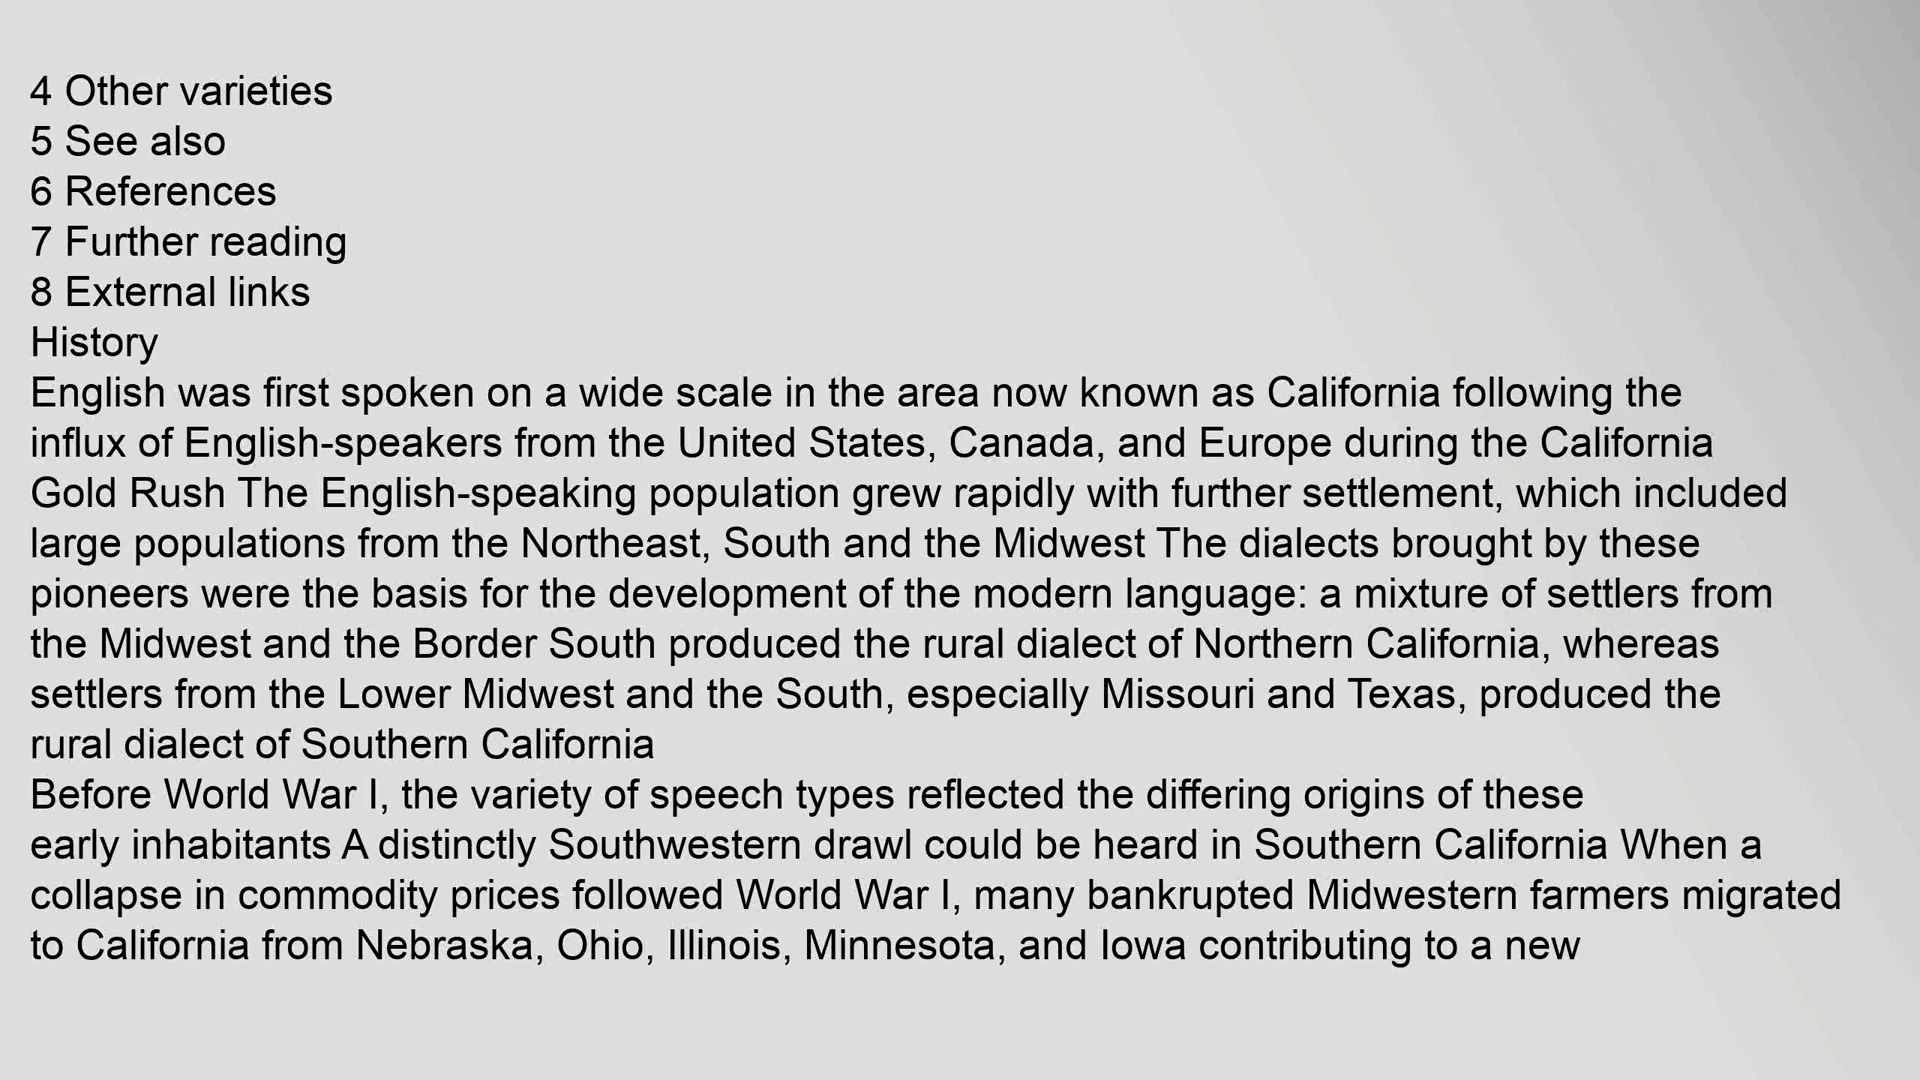 4 Other varieties
5 See also
6 References
7 Further reading
8 External links
History
English was first spoken on a wide scale in the area now known as California following the
influx of English-speakers from the United States, Canada, and Europe during the California
Gold Rush The English-speaking population grew rapidly with further settlement, which included
large populations from the Northeast, South and the Midwest The dialects brought by these
pioneers were the basis for the development of the modern language: a mixture of settlers from
the Midwest and the Border South produced the rural dialect of Northern California, whereas
settlers from the Lower Midwest and the South, especially Missouri and Texas, produced the
rural dialect of Southern California
Before World War I, the variety of speech types reflected the differing origins of these
early inhabitants A distinctly Southwestern drawl could be heard in Southern California When a
collapse in commodity prices followed World War I, many bankrupted Midwestern farmers migrated
to California from Nebraska, Ohio, Illinois, Minnesota, and Iowa contributing to a new